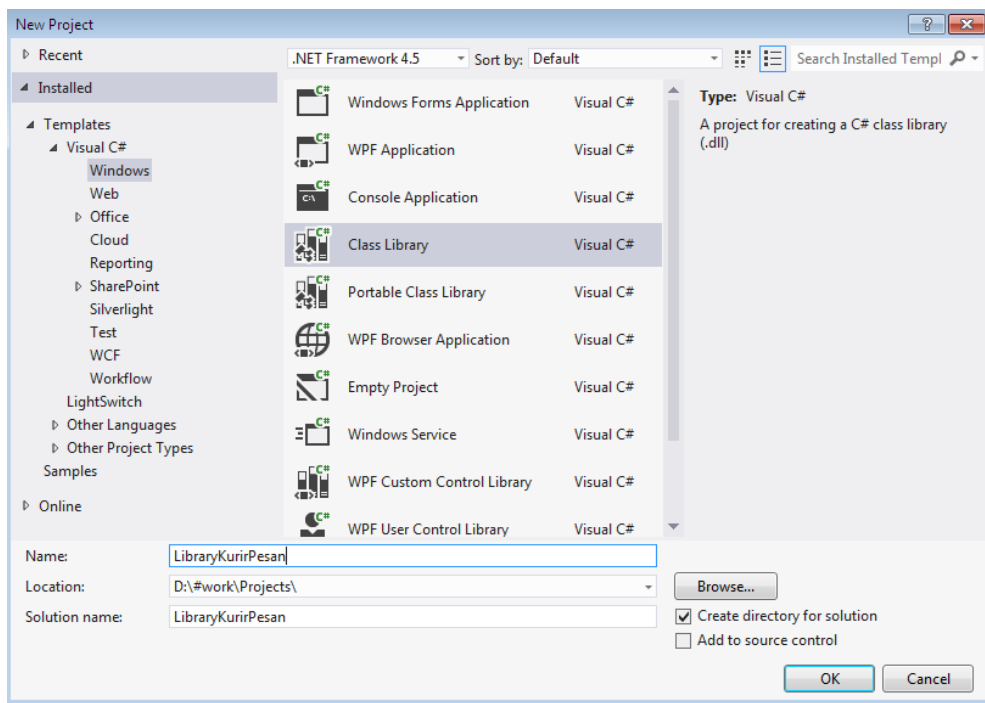 New Project
Recent
.NET Framework 4.5 Sort by: Default Search Installed Templ
Installed
Templates
Visual C#
Windows
Web
Office
Cloud
Reporting
SharePoint
Silverlight
Test
WCF
Workflow
LightSwitch
Other Languages
Other Project Types
Samples
Online
C# Windows Forms Application Visual C#
C# WPF Application Visual C#
C# C:\ Console Application Visual C#
C# Class Library Visual C#
C# Portable Class Library Visual C#
C# WPF Browser Application Visual C#
C# Empty Project Visual C#
C# Windows Service Visual C#
C# WPF Custom Control Library Visual C#
C# WPF User Control Library Visual C#
Type: Visual C#
A project for creating a C# class library
(.dll)
Name: LibraryKurirPesan
Location: D:\#work\Projects\ Browse...
Solution name: LibraryKurirPesan Create directory for solution
Add to source control
OK Cancel